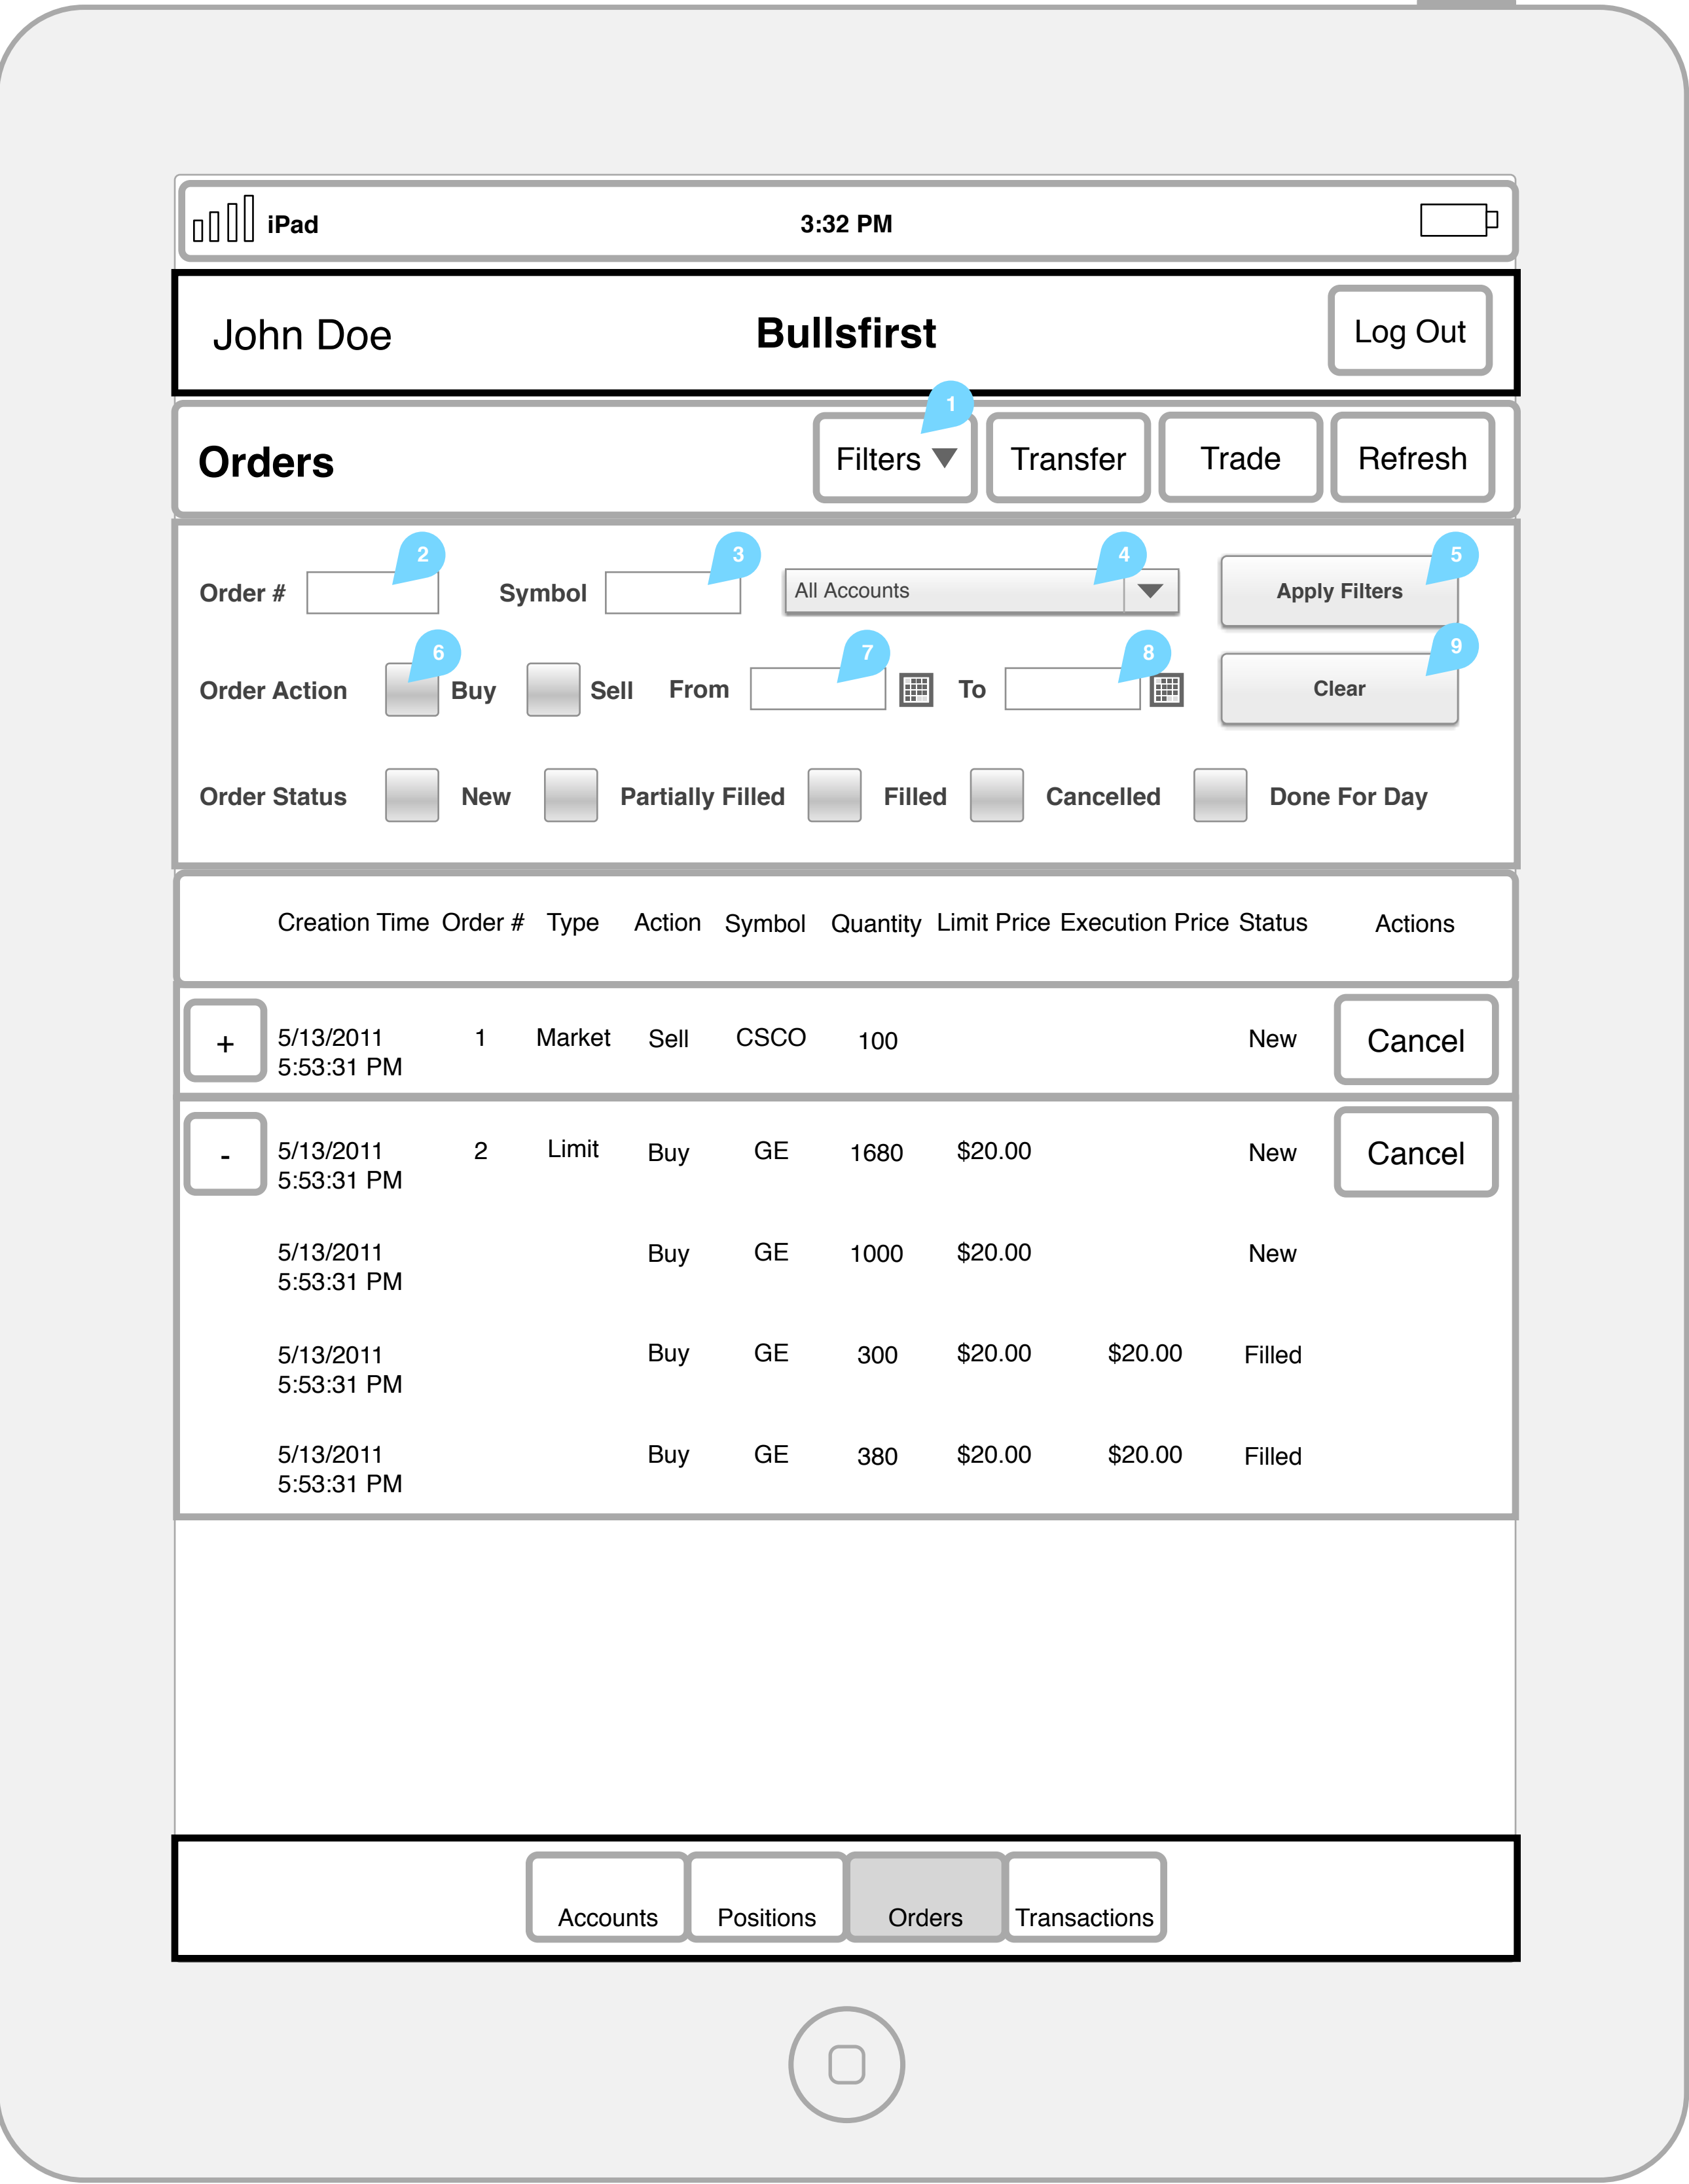 iPad 3:32 PM
John Doe Bullsfirst Log Out
1
Orders Filters Transfer Trade Refresh
2 3 4 5
Order # Symbol All Accounts Apply Filters
6 7 8 9
Order Action Buy Sell From To Clear
Order Status New Partially Filled Filled Cancelled Done For Day
Creation Time Order # Type Action Symbol Quantity Limit Price Execution Price Status Actions
+ 5/13/2011 1 Market Sell CSCO 100 New Cancel
5:53:31 PM
- 5/13/2011 2 Limit Buy GE 1680 $20.00 New Cancel
5:53:31 PM
5/13/2011 Buy GE 1000 $20.00 New
5:53:31 PM
5/13/2011 Buy GE 300 $20.00 $20.00 Filled
5:53:31 PM
5/13/2011 Buy GE 380 $20.00 $20.00 Filled
5:53:31 PM
Accounts Positions Orders Transactions